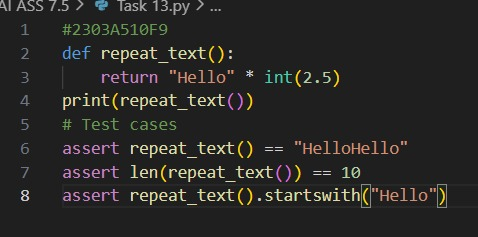 AI ASS 7.5 > Task 13.py > ...
1 #2303A510F9
2 def repeat_text():
3     return "Hello" * int(2.5)
4 print(repeat_text())
5 # Test cases
6 assert repeat_text() == "HelloHello"
7 assert len(repeat_text()) == 10
8 assert repeat_text().startswith("Hello")